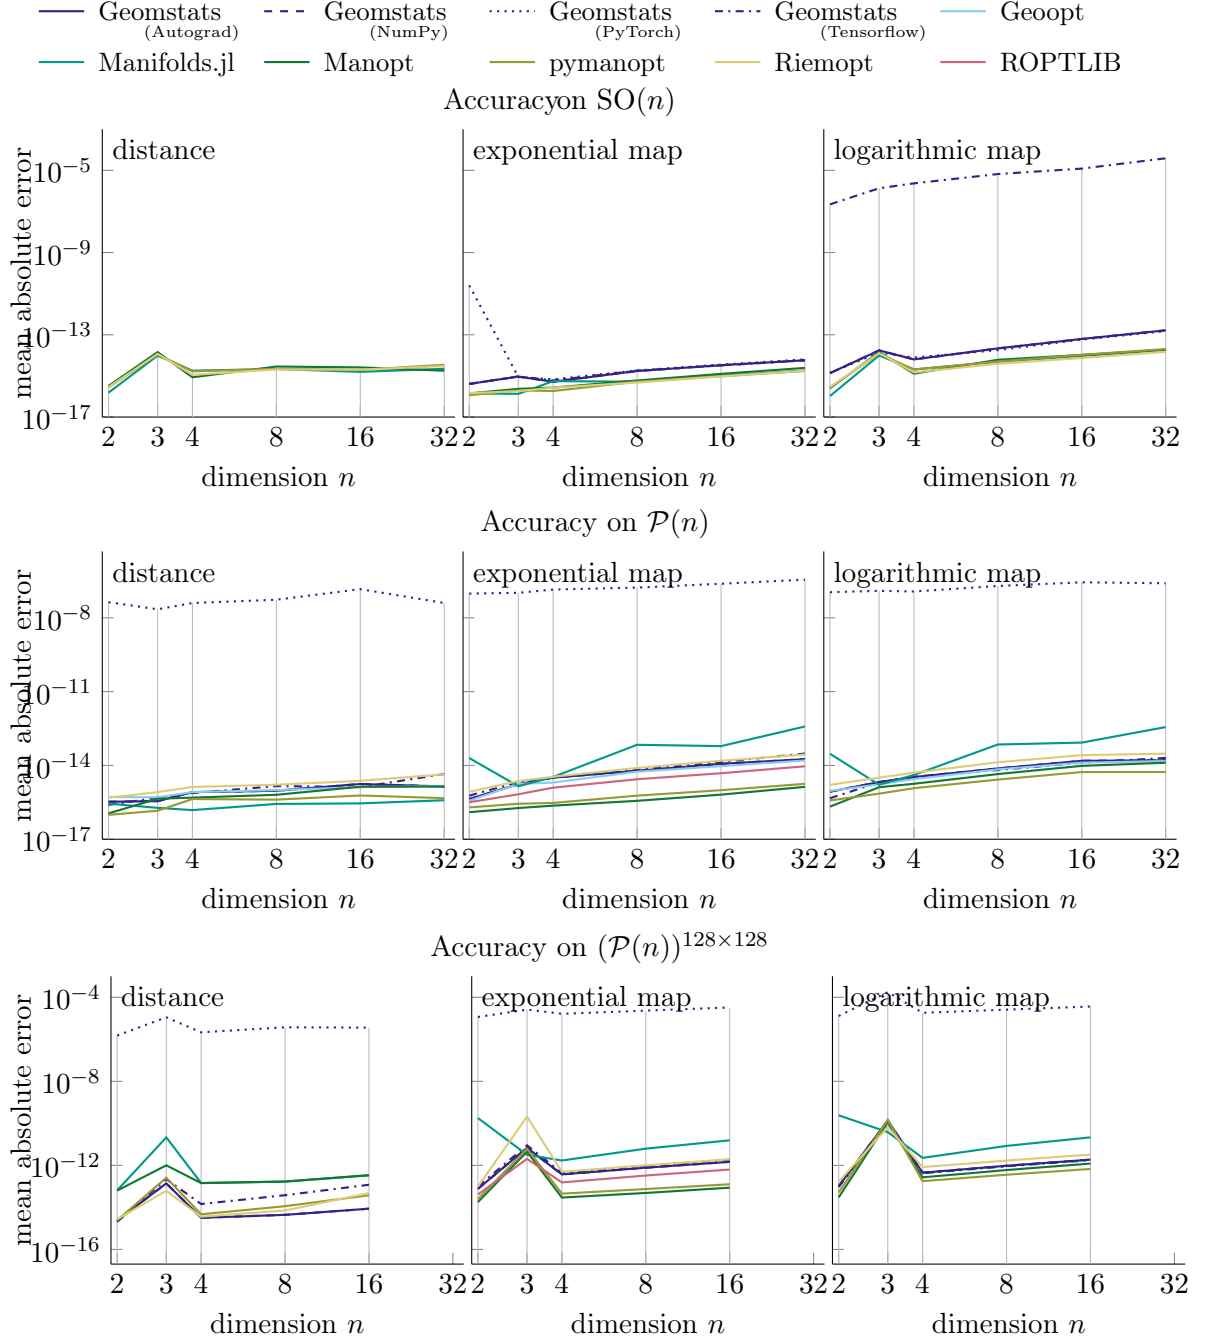 Geomstats Geomstats Geomstats Geomstats Geoopt
(Autograd) (NumPy) (PyTorch) (Tensorflow)
Manifolds.jl Manopt pymanopt Riemopt ROPTLIB
Accuracyon SO(n)
distance exponential map logarithmic map
mean absolute error
10^−5
10^−9
10^−13
10^−17
2 3 4 8 16 32 2 3 4 8 16 32 2 3 4 8 16 32
dimension n dimension n dimension n
Accuracy on 𝒫(n)
distance exponential map logarithmic map
mean absolute error
10^−8
10^−11
10^−14
10^−17
2 3 4 8 16 32 2 3 4 8 16 32 2 3 4 8 16 32
dimension n dimension n dimension n
Accuracy on (𝒫(n))^128×128
distance exponential map logarithmic map
mean absolute error
10^−4
10^−8
10^−12
10^−16
2 3 4 8 16 32 2 3 4 8 16 32 2 3 4 8 16 32
dimension n dimension n dimension n